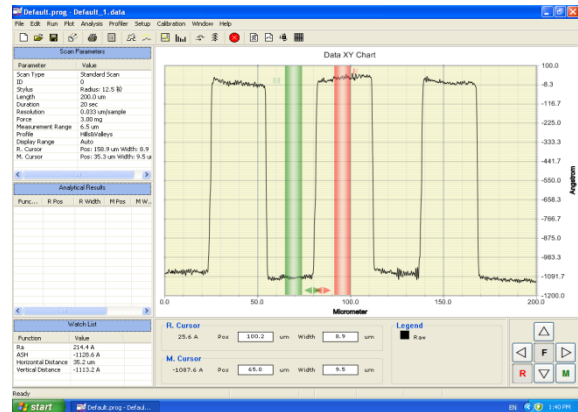 Default.prog - Default_1.data
File Edit Run Plot Analysis Profiler Setup Calibration Window Help
Scan Parameters
Parameter Value
Scan Type Standard Scan
ID 0
Stylus Radius: 12.5 裄
Length 200.0 um
Duration 20 sec
Resolution 0.033 um/sample
Force 3.00 mg
Measurement Range 6.5 um
Profile Hills&Valleys
Display Range Auto
R. Cursor Pos: 158.9 um Width: 8.9
M. Cursor Pos: 35.3 um Width: 9.5 u
Analytical Results
Func... R Pos R Width M Pos M W...
Watch List
Function Value
Ra 214.4 A
ASH -1128.6 A
Horizontal Distance 35.2 um
Vertical Distance -1113.2 A
Data XY Chart
100.0
-8.3
-116.7
-225.0
-333.3
-441.7
-550.0
-658.3
-766.7
-875.0
-983.3
-1091.7
-1200.0
Angstrom
0.0 50.0 100.0 150.0 200.0
Micrometer
R. Cursor
25.6 A Pos 100.2 um Width 8.9 um
M. Cursor
-1087.6 A Pos 65.0 um Width 9.5 um
Legend
Raw
F
R M
Ready
start Default.prog - Defaul... EN 1:40 PM